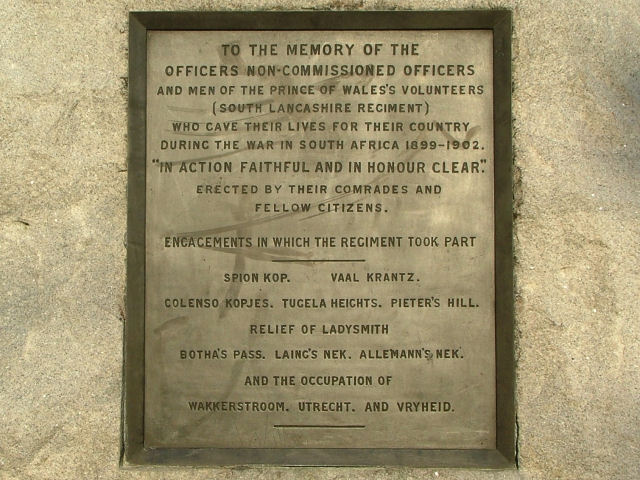 TO THE MEMORY OF THE
OFFICERS NON-COMMISSIONED OFFICERS
AND MEN OF THE PRINCE OF WALES'S VOLUNTEERS
(SOUTH LANCASHIRE REGIMENT)
WHO GAVE THEIR LIVES FOR THEIR COUNTRY
DURING THE WAR IN SOUTH AFRICA 1899-1902.
"IN ACTION FAITHFUL AND IN HONOUR CLEAR."
ERECTED BY THEIR COMRADES AND
FELLOW CITIZENS.
ENGAGEMENTS IN WHICH THE REGIMENT TOOK PART
SPION KOP. VAAL KRANTZ.
COLENSO KOPJES. TUGELA HEIGHTS. PIETER'S HILL.
RELIEF OF LADYSMITH
BOTHA'S PASS. LAING'S NEK. ALLEMANN'S NEK.
AND THE OCCUPATION OF
WAKKERSTROOM. UTRECHT. AND VRYHEID.